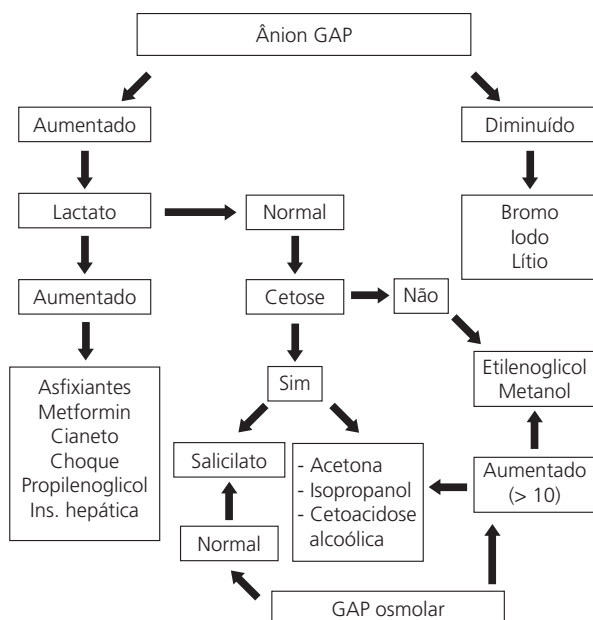 Ânion GAP
Aumentado
Diminuído
Lactato
Normal
Bromo
Iodo
Lítio
Aumentado
Cetose
Não
Asfixiantes
Metformin
Cianeto
Choque
Propilenoglicol
Ins. hepática
Sim
Etilenoglicol
Metanol
Salicilato
- Acetona
- Isopropanol
- Cetoacidose
alcoólica
Aumentado
(> 10)
Normal
GAP osmolar